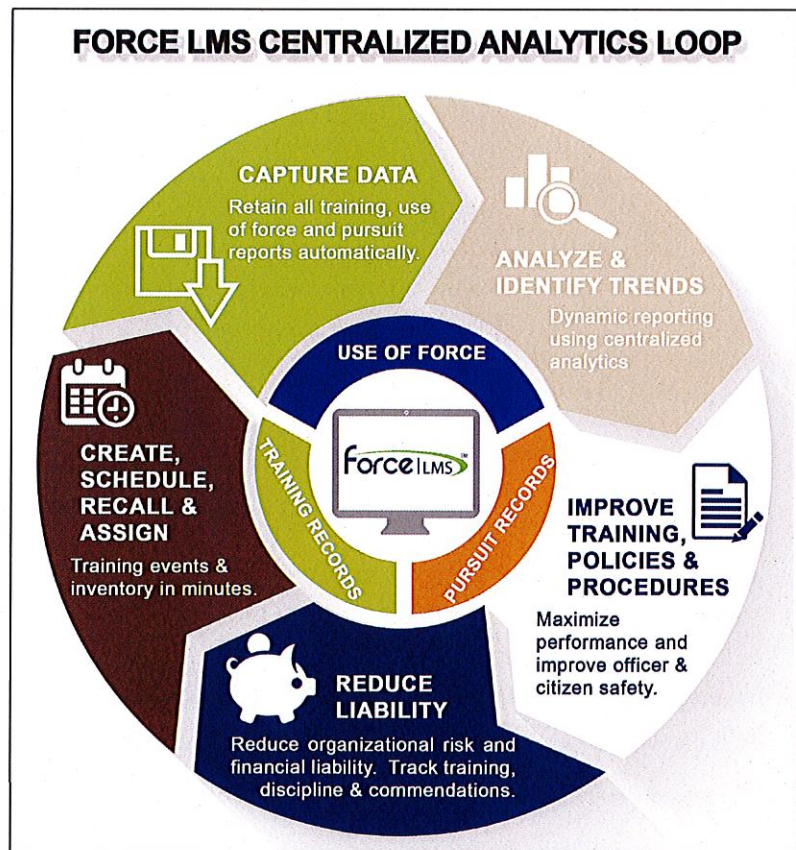 FORCE LMS CENTRALIZED ANALYTICS LOOP
CAPTURE DATA
Retain all training, use
of force and pursuit
reports automatically.
ANALYZE &
IDENTIFY TRENDS
Dynamic reporting
using centralized
analytics
IMPROVE
TRAINING,
POLICIES &
PROCEDURES
Maximize
performance and
improve officer &
citizen safety.
REDUCE
LIABILITY
Reduce organizational risk and
financial liability. Track training,
discipline & commendations.
CREATE,
SCHEDULE,
RECALL &
ASSIGN
Training events &
inventory in minutes.
USE OF FORCE
PURSUIT RECORDS
TRAINING RECORDS
Force|LMS™